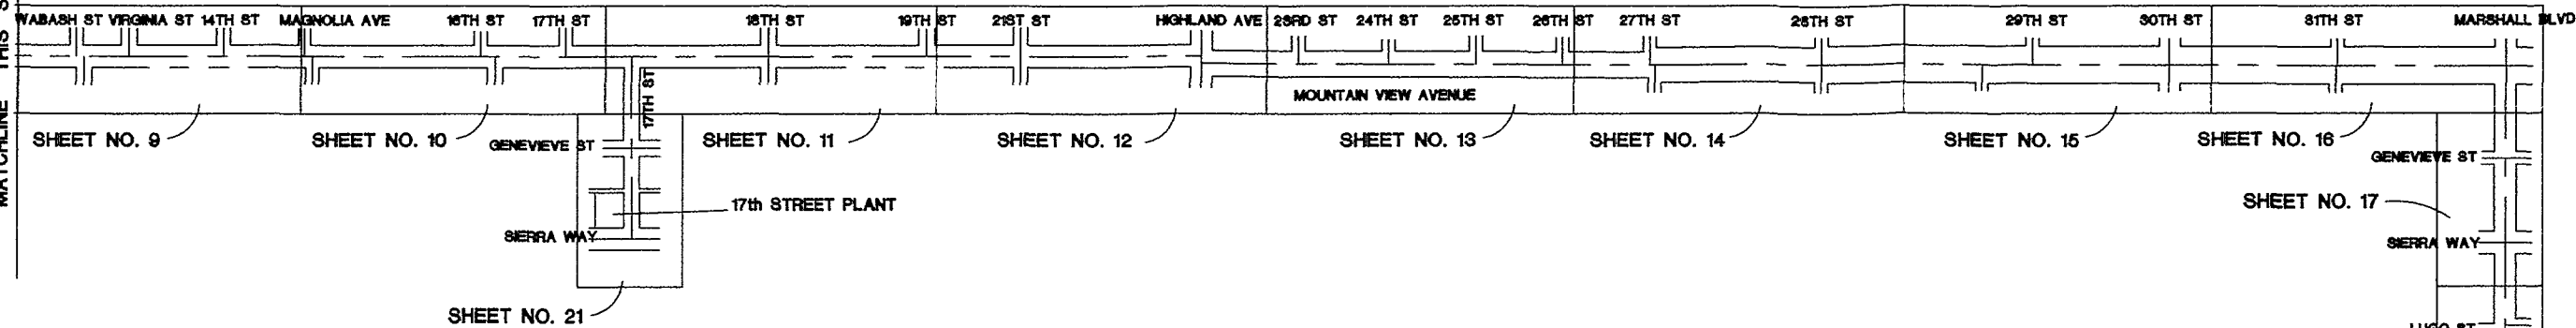 MATCHLINE THIS
WABASH ST VIRGINIA ST 14TH ST MAGNOLIA AVE 16TH ST 17TH ST 18TH ST 19TH ST 21ST ST HIGHLAND AVE 23RD ST 24TH ST 25TH ST 26TH ST 27TH ST 28TH ST 29TH ST 30TH ST 31TH ST MARSHALL BLVD
17TH ST
MOUNTAIN VIEW AVENUE
SHEET NO. 9 SHEET NO. 10 SHEET NO. 11 SHEET NO. 12 SHEET NO. 13 SHEET NO. 14 SHEET NO. 15 SHEET NO. 16
GENEVIEVE ST
GENEVIEVE ST
17th STREET PLANT
SHEET NO. 17
SIERRA WAY
SIERRA WAY
SHEET NO. 21
LUGO ST